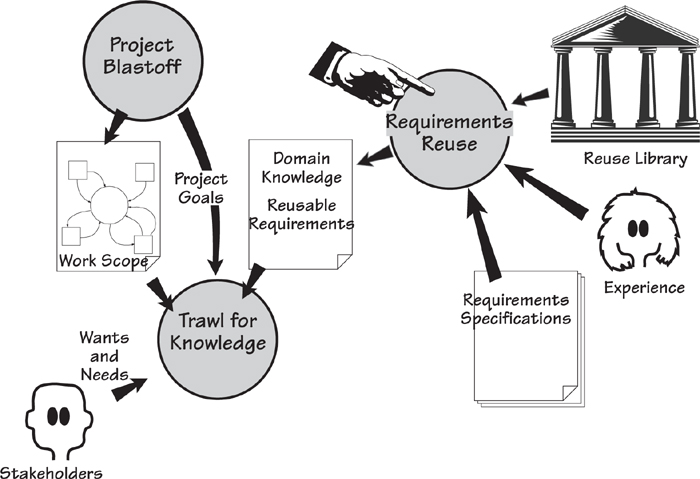 Project
Blastoff
Requirements
Reuse
Reuse Library
Domain
Knowledge
Reusable
Requirements
Project
Goals
Work Scope
Experience
Requirements
Specifications
Trawl for
Knowledge
Wants
and
Needs
Stakeholders